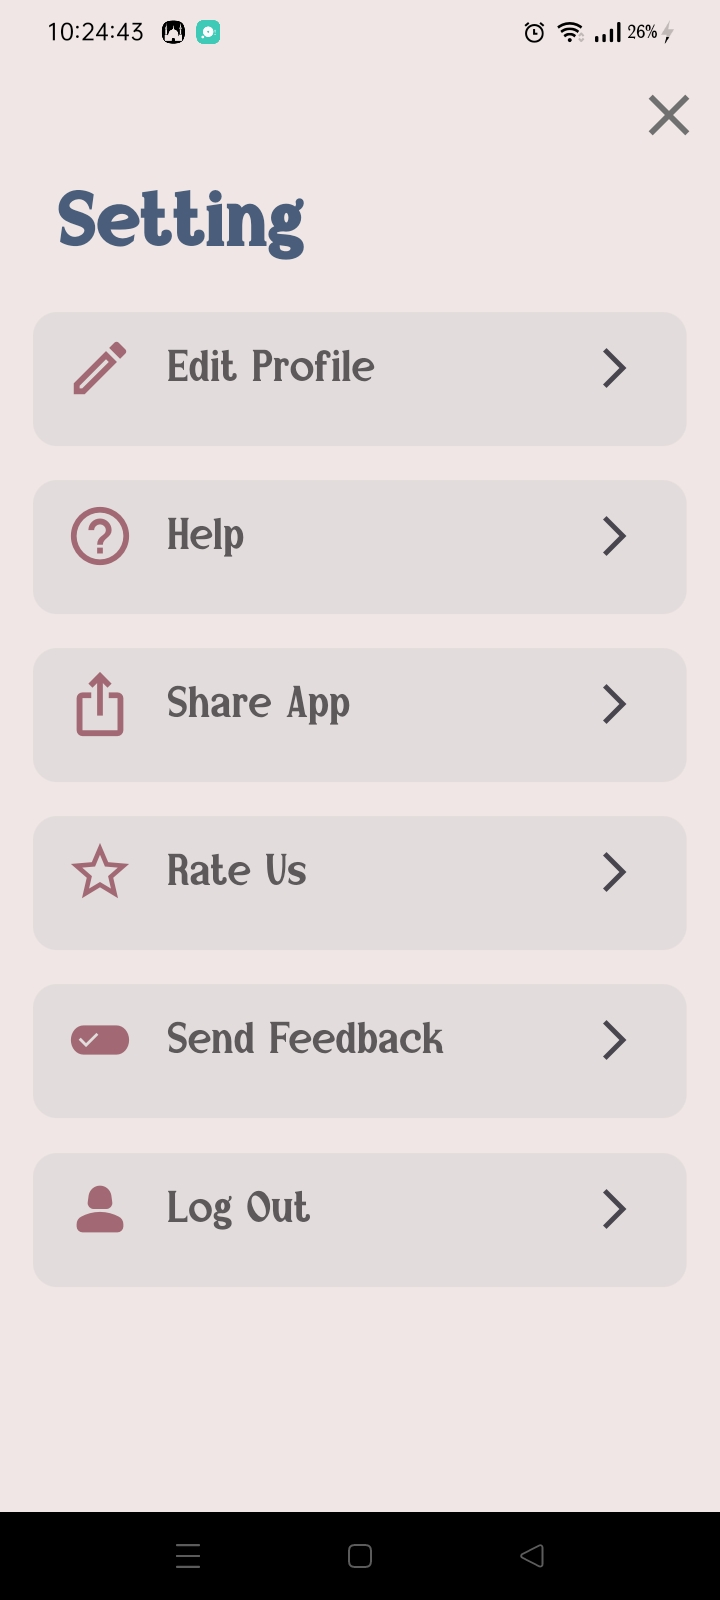 10:24:43
26%
Setting
Edit Profile
Help
Share App
Rate Us
Send Feedback
Log Out